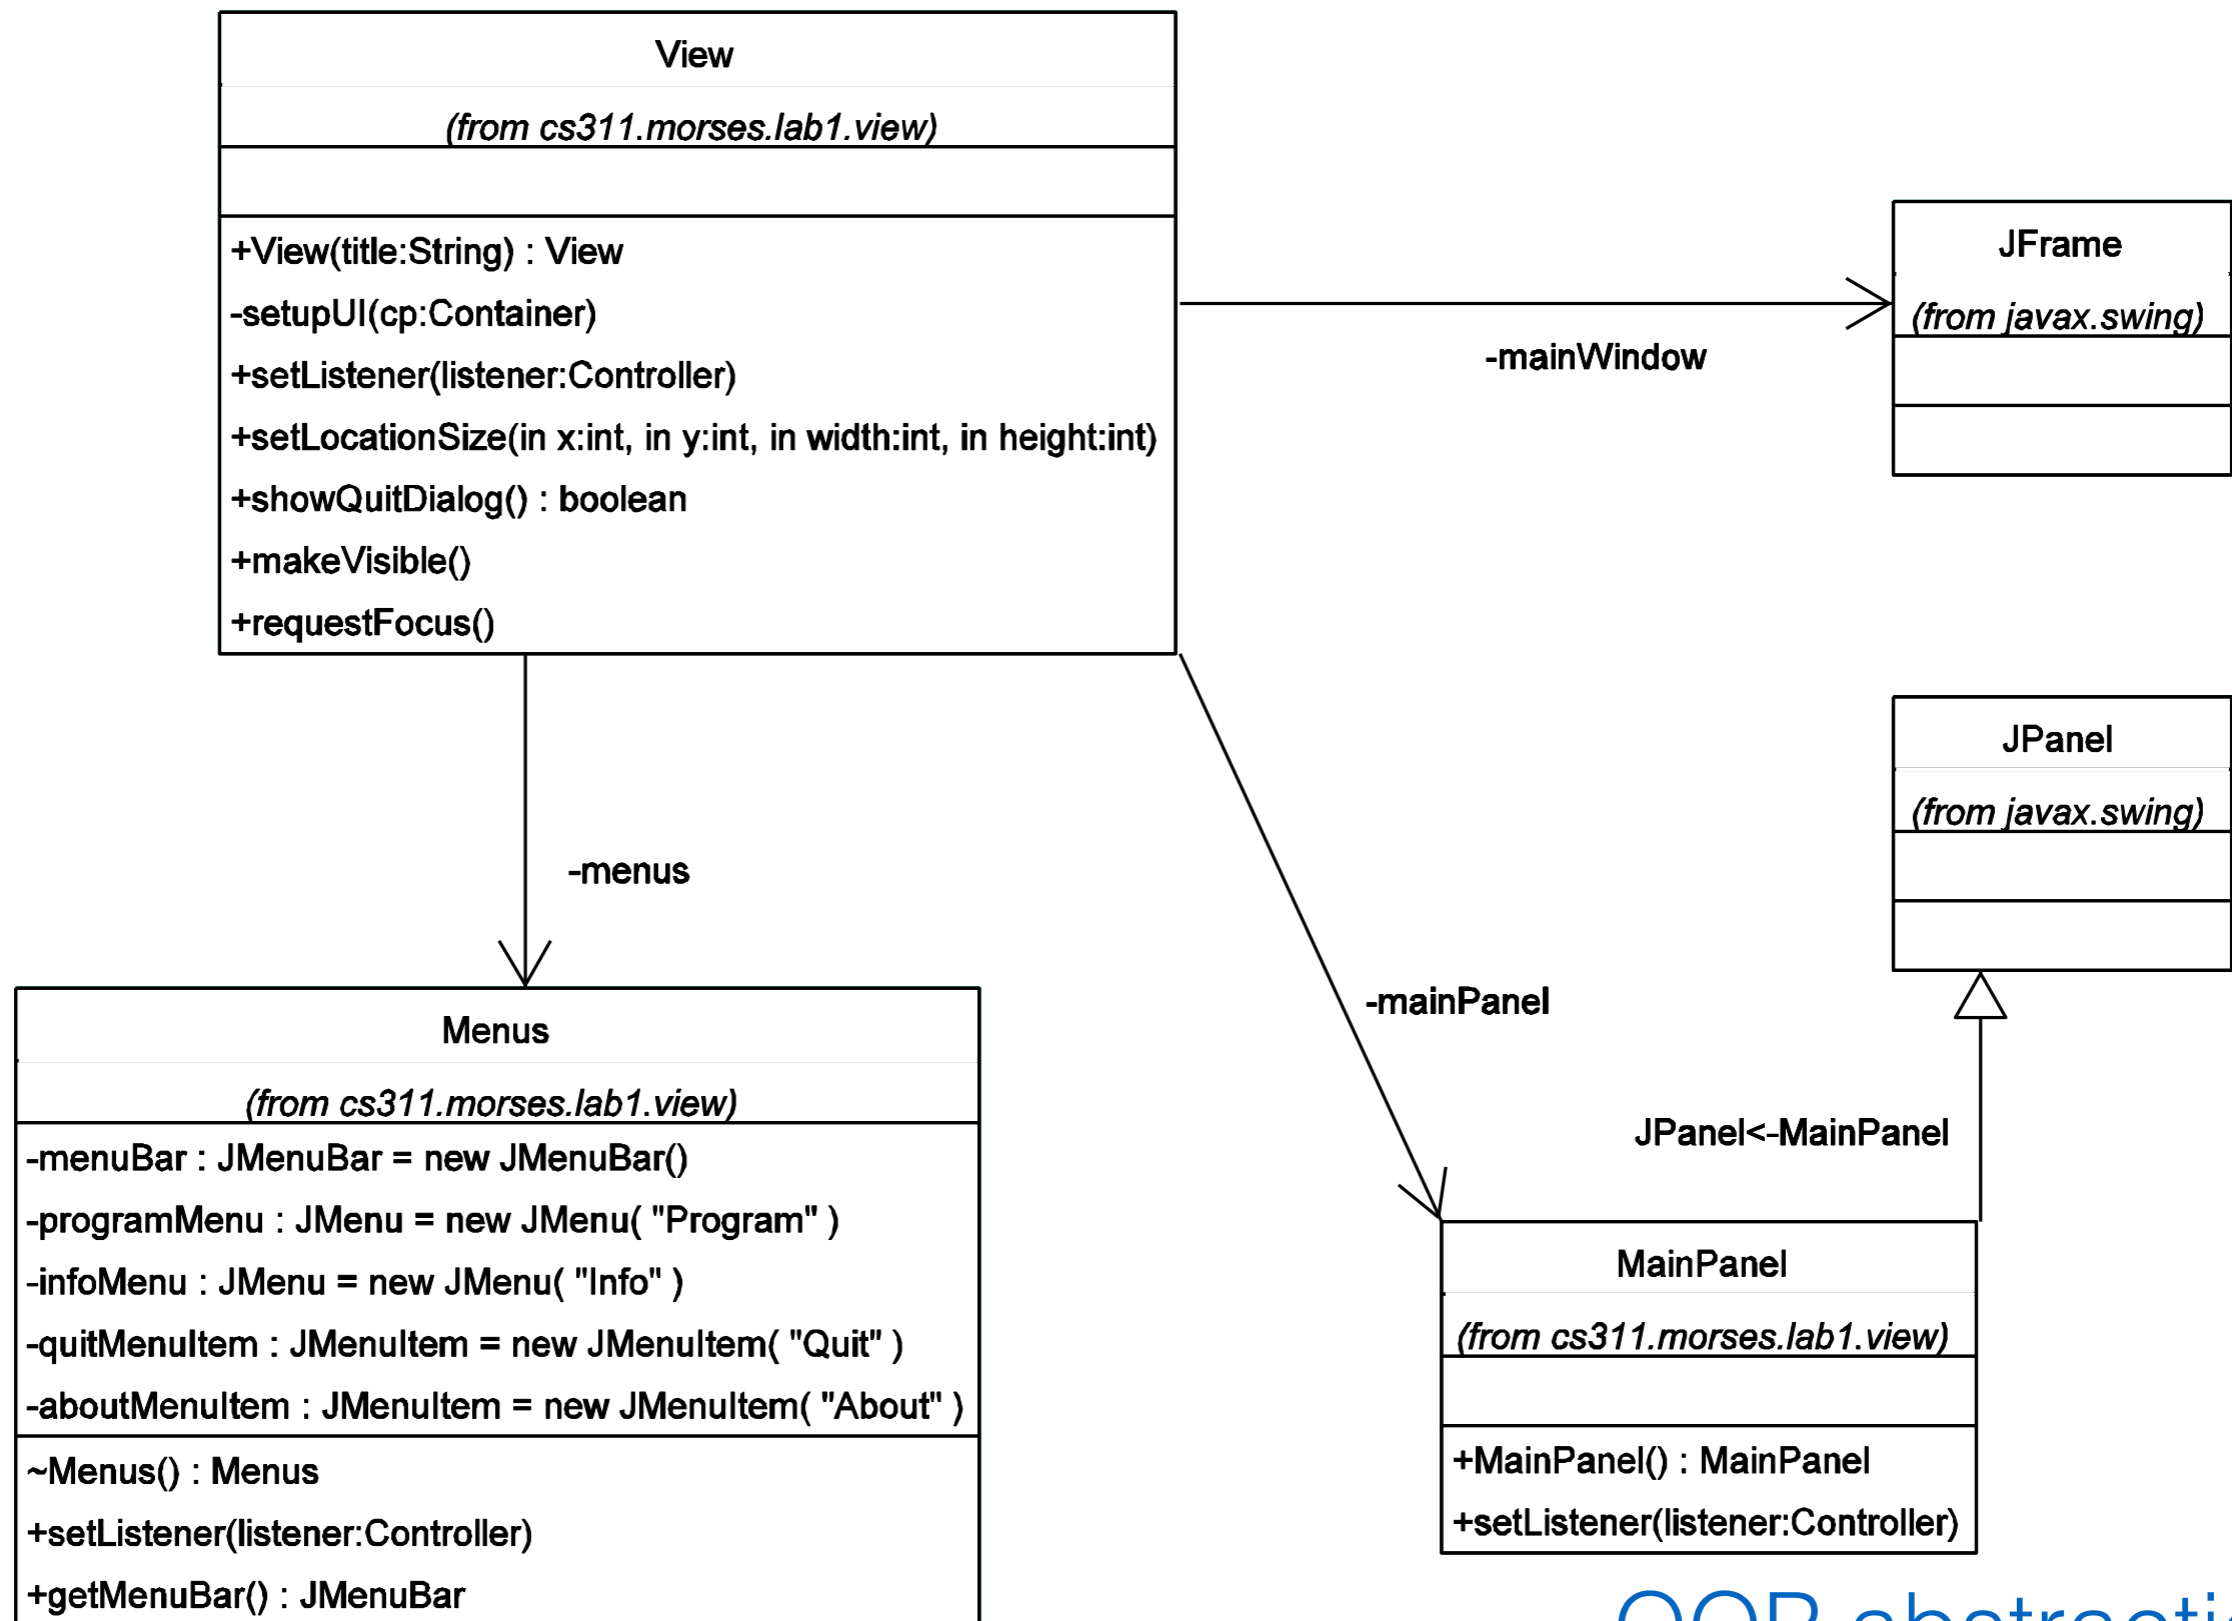 View
(from cs311.morses.lab1.view)
+View(title:String) : View
-setupUI(cp:Container)
+setListener(listener:Controller)
+setLocationSize(in x:int, in y:int, in width:int, in height:int)
+showQuitDialog() : boolean
+makeVisible()
+requestFocus()
-mainWindow
JFrame
(from javax.swing)
JPanel
(from javax.swing)
-menus
-mainPanel
JPanel<-MainPanel
Menus
(from cs311.morses.lab1.view)
-menuBar : JMenuBar = new JMenuBar()
-programMenu : JMenu = new JMenu( "Program" )
-infoMenu : JMenu = new JMenu( "Info" )
-quitMenuItem : JMenuItem = new JMenuItem( "Quit" )
-aboutMenuItem : JMenuItem = new JMenuItem( "About" )
~Menus() : Menus
+setListener(listener:Controller)
+getMenuBar() : JMenuBar
MainPanel
(from cs311.morses.lab1.view)
+MainPanel() : MainPanel
+setListener(listener:Controller)